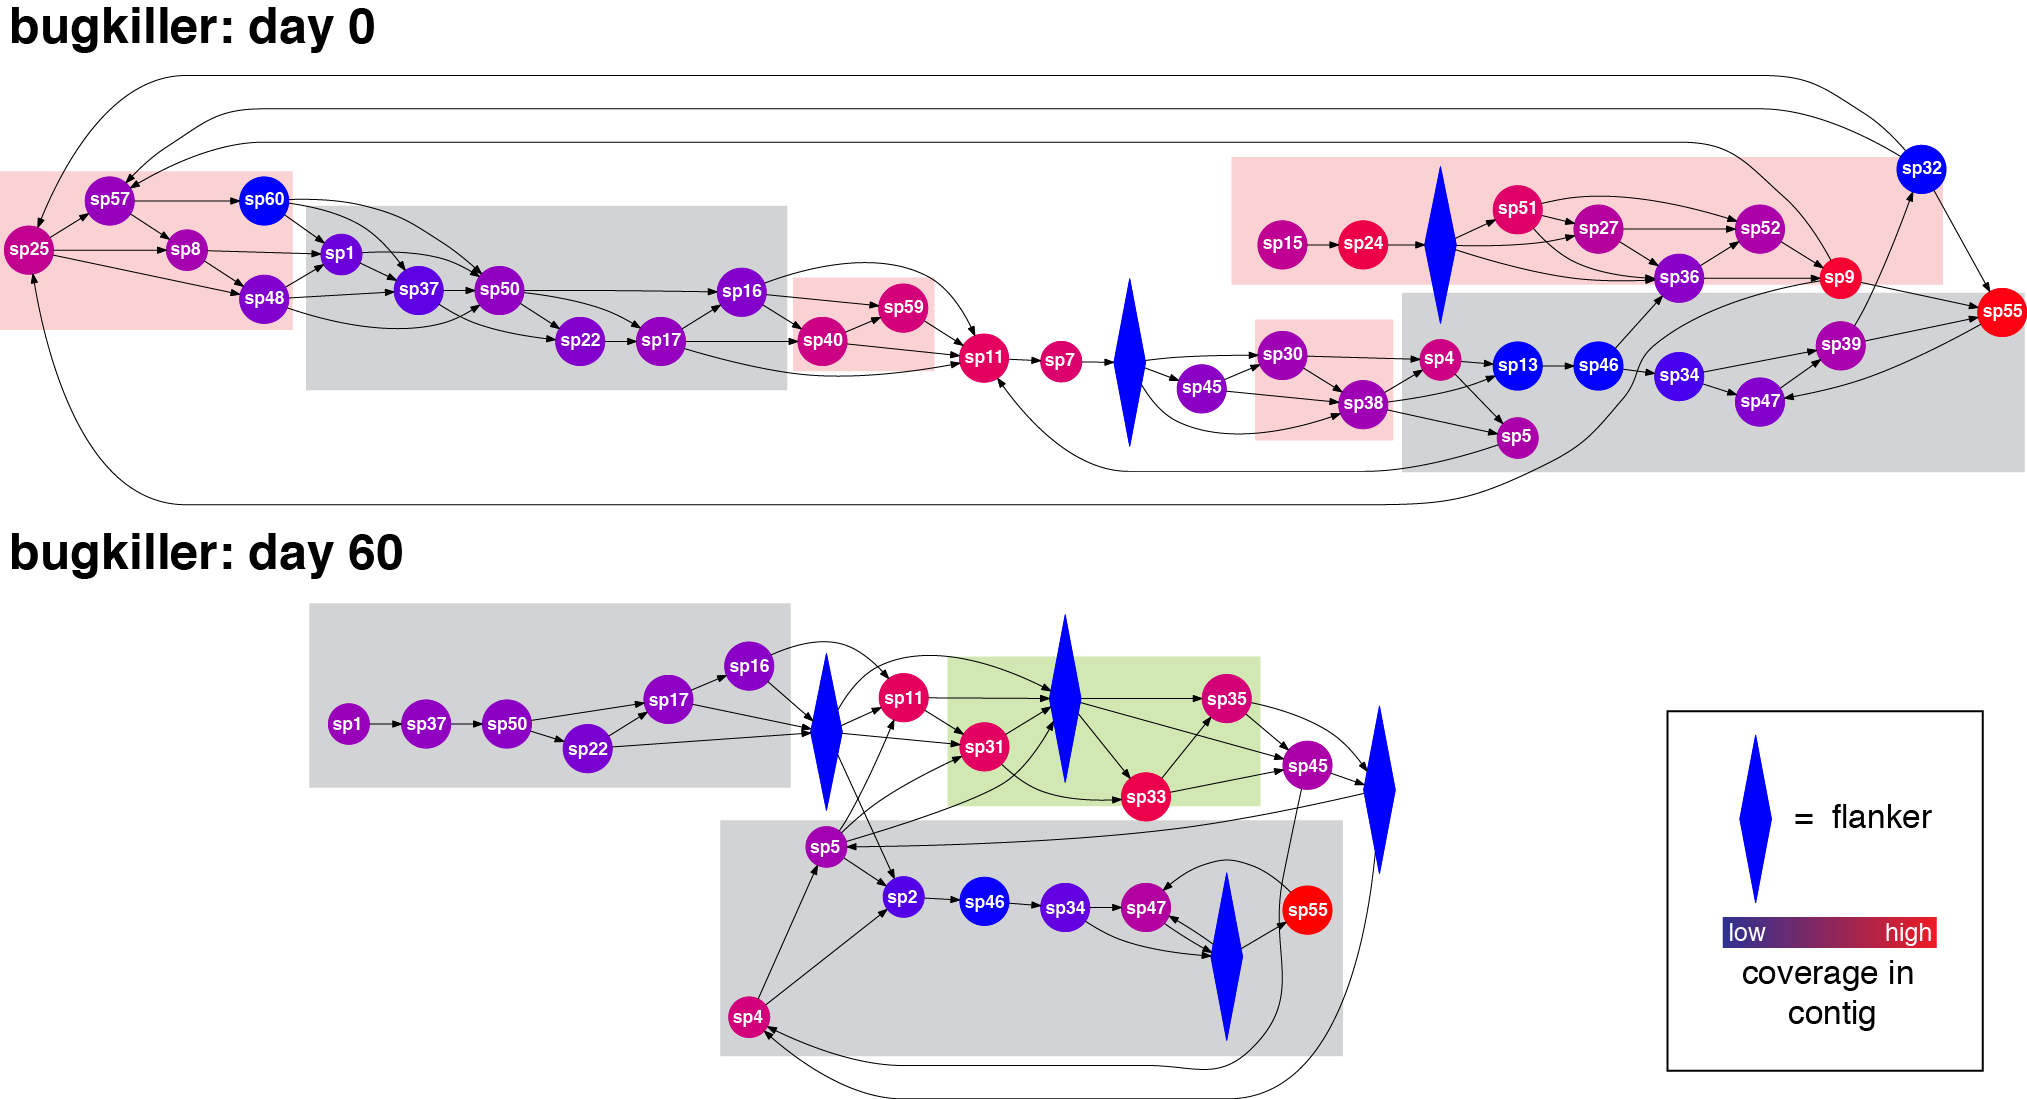 bugkiller: day 0
sp32
sp57
sp60
sp51
sp27
sp52
sp25
sp8
sp1
sp15
sp24
sp48
sp37
sp50
sp16
sp36
sp9
sp59
sp55
sp22
sp17
sp40
sp11
sp7
sp30
sp4
sp13
sp46
sp34
sp39
sp45
sp38
sp47
sp5
bugkiller: day 60
sp16
sp17
sp11
sp35
sp1
sp37
sp50
sp22
sp31
sp45
sp33
= flanker
sp5
sp2
sp46
sp34
sp47
sp55
low high
coverage in
contig
sp4